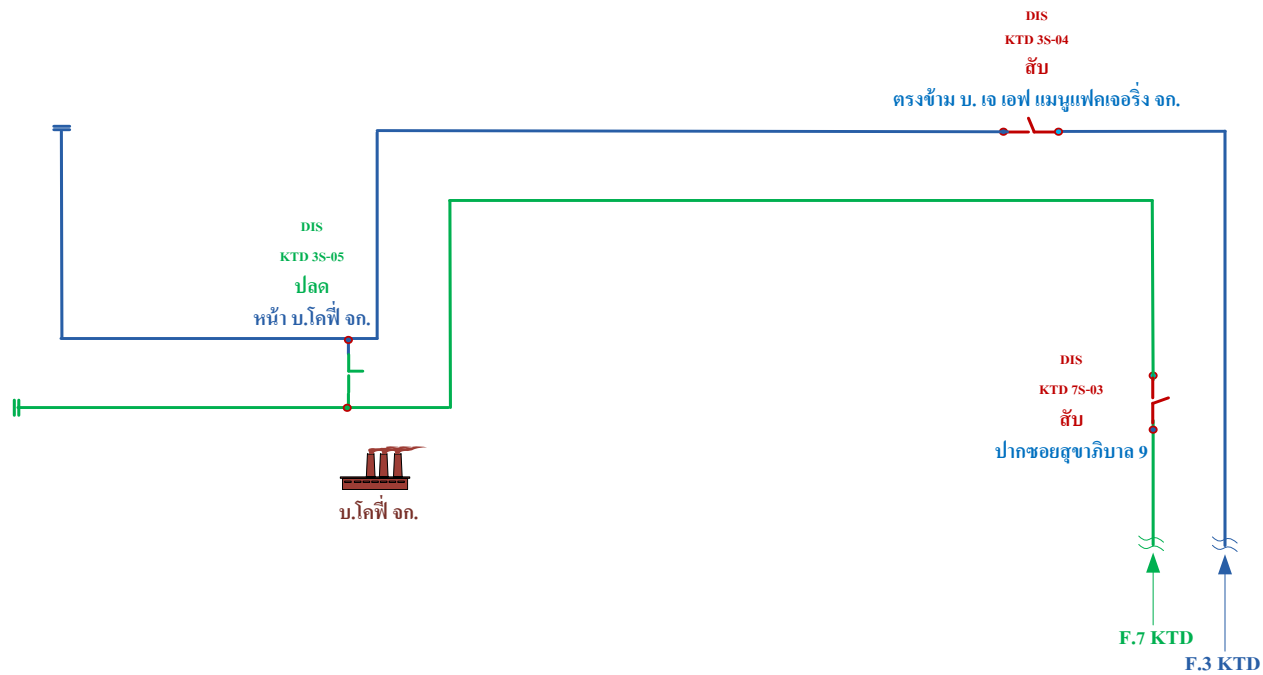 DIS
KTD 3S-04
สับ
ตรงข้าม บ. เจ เอฟ แมนูแฟคเจอริ่ง จก.
DIS
KTD 3S-05
ปลด
หน้า บ.โคฟี่ จก.
DIS
KTD 7S-03
สับ
ปากซอยสุขาภิบาล 9
บ.โคฟี่ จก.
F.7 KTD
F.3 KTD